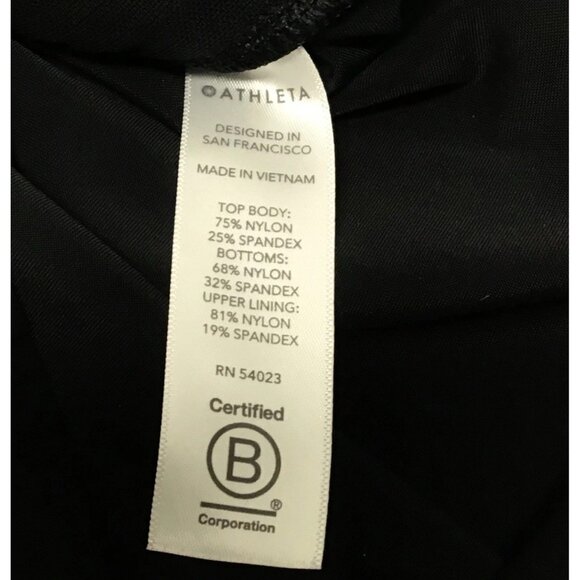 ATHLETA
DESIGNED IN
SAN FRANCISCO
MADE IN VIETNAM
TOP BODY:
75% NYLON
25% SPANDEX
BOTTOMS:
68% NYLON
32% SPANDEX
UPPER LINING:
81% NYLON
19% SPANDEX
RN 54023
Certified
B
®
Corporation